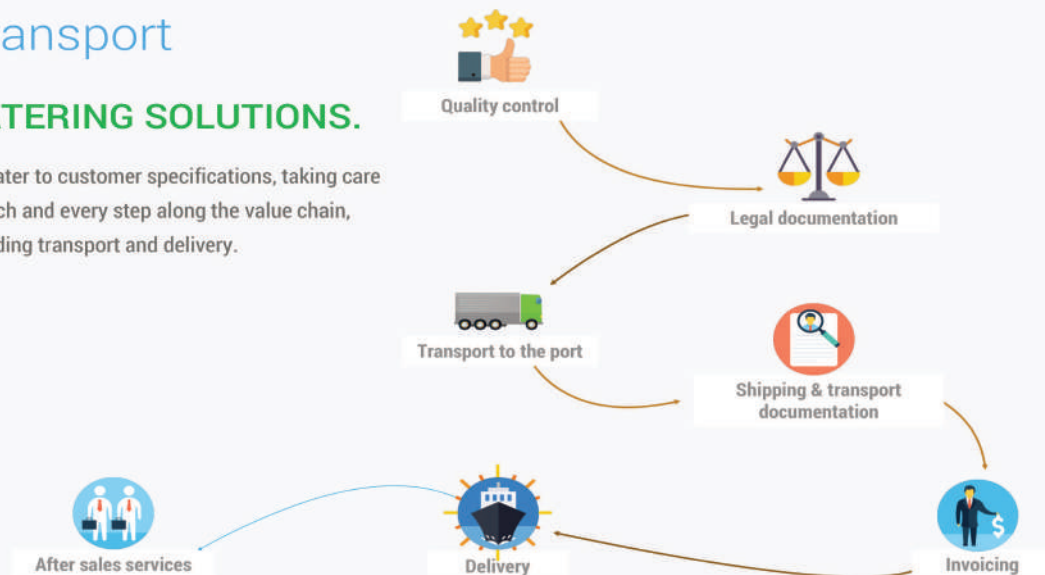 ansport
TERING SOLUTIONS.
ater to customer specifications, taking care
ch and every step along the value chain,
ding transport and delivery.
Quality control
Legal documentation
Transport to the port
Shipping & transport
documentation
Invoicing
Delivery
After sales services
$